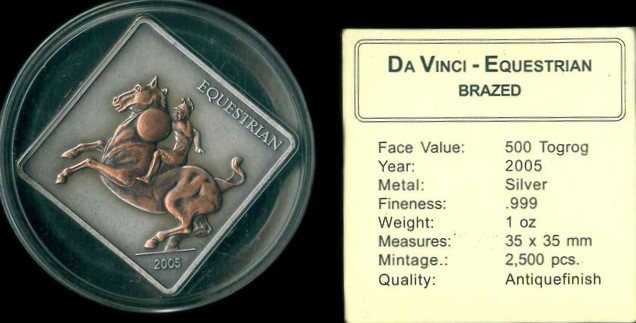 EQUESTRIAN
2005
DA VINCI - EQUESTRIAN
BRAZED
Face Value: 500 Togrog
Year: 2005
Metal: Silver
Fineness: .999
Weight: 1 oz
Measures: 35 x 35 mm
Mintage.: 2,500 pcs.
Quality: Antiquefinish